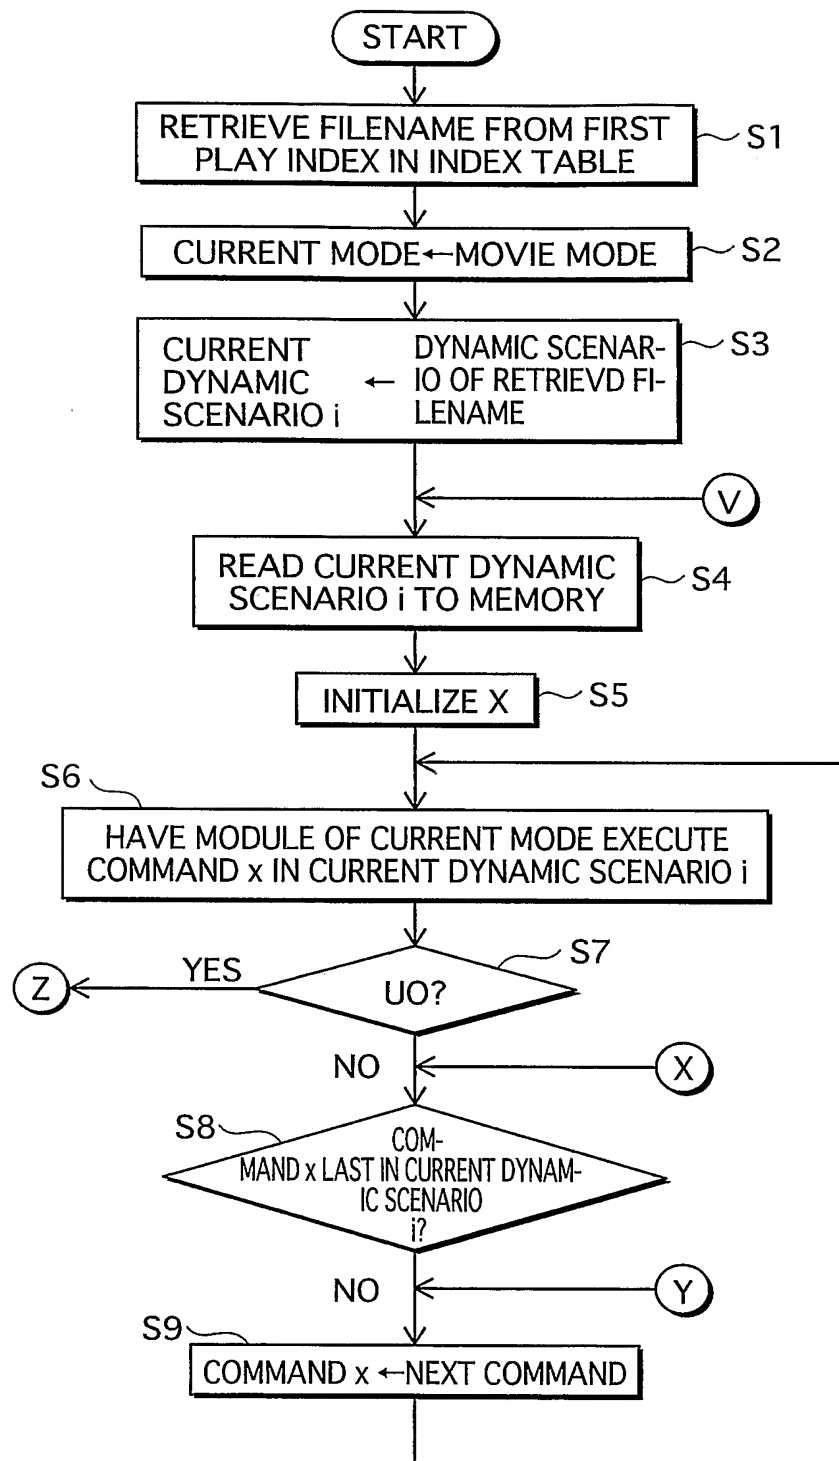 START
RETRIEVE FILENAME FROM FIRST
PLAY INDEX IN INDEX TABLE
S1
CURRENT MODE←MOVIE MODE
S2
CURRENT
DYNAMIC
SCENARIO i
←
DYNAMIC SCENAR-
IO OF RETRIEVD FI-
LENAME
S3
V
READ CURRENT DYNAMIC
SCENARIO i TO MEMORY
S4
INITIALIZE X
S5
S6
HAVE MODULE OF CURRENT MODE EXECUTE
COMMAND x IN CURRENT DYNAMIC SCENARIO i
S7
Z
YES
UO?
NO
X
S8
COM-
MAND x LAST IN CURRENT DYNAM-
IC SCENARIO
i?
NO
Y
S9
COMMAND x ←NEXT COMMAND